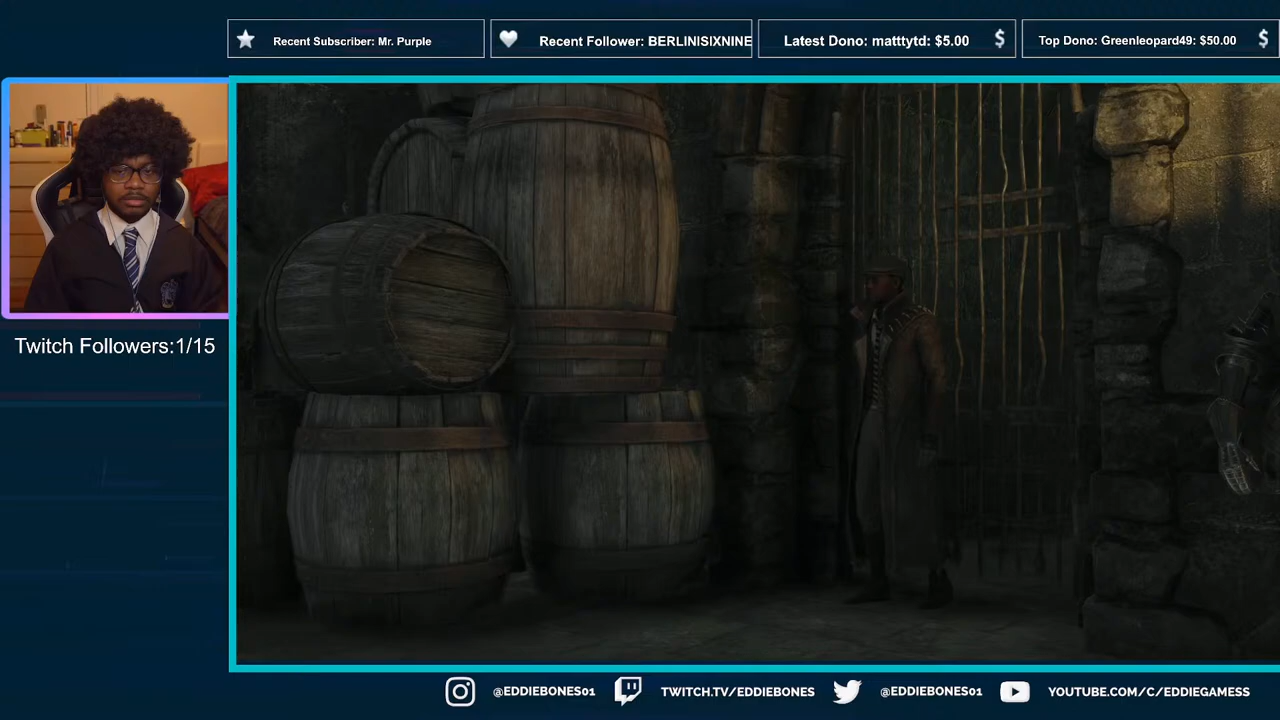 Recent Subscriber: Mr. Purple
Recent Follower: BERLINISIXNINE
Latest Dono: matttytd: $5.00
Top Dono: Greenleopard49: $50.00
Twitch Followers:1/15
@EDDIEBONES01
TWITCH.TV/EDDIEBONES
@EDDIEBONES01
YOUTUBE.COM/C/EDDIEGAMESS